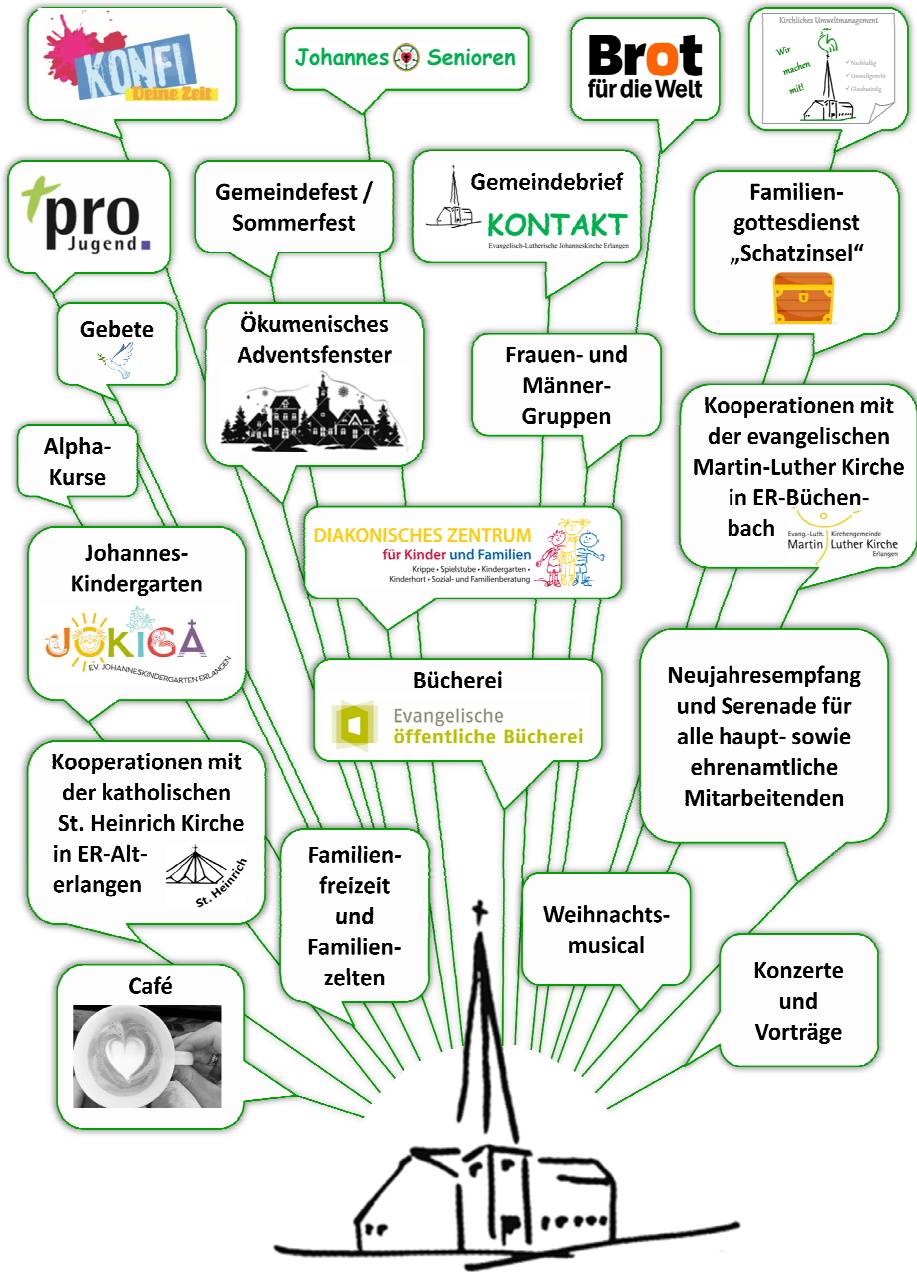 KONFI
Deine Zeit
Johannes Senioren
Brot
für die Welt
Kirchliches Umweltmanagement
Wir
machen
mit!
✓ Nachhaltig
✓ Umweltgerecht
✓ Glaubwürdig
pro
Jugend
Gemeindefest /
Sommerfest
Gemeindebrief
KONTAKT
Evangelisch-Lutherische Johanneskirche Erlangen
Familien-
gottesdienst
„Schatzinsel“
Gebete
Ökumenisches
Adventsfenster
Frauen- und
Männer-
Gruppen
Kooperationen mit
der evangelischen
Martin-Luther Kirche
in ER-Büchen-
bach
Evang.-Luth. Kirchengemeinde
Martin Luther Kirche
Erlangen
Alpha-
Kurse
DIAKONISCHES ZENTRUM
für Kinder und Familien
Krippe • Spielstube • Kindergarten •
Kinderhort • Sozial- und Familienberatung
Johannes-
Kindergarten
JOKIGA
EV. JOHANNESKINDERGARTEN ERLANGEN
Bücherei
Evangelische
öffentliche Bücherei
Neujahresempfang
und Serenade für
alle haupt- sowie
ehrenamtliche
Mitarbeitenden
Kooperationen mit
der katholischen
St. Heinrich Kirche
in ER-Alt-
erlangen
St. Heinrich
Familien-
freizeit
und
Familien-
zelten
Weihnachts-
musical
Konzerte
und
Vorträge
Café